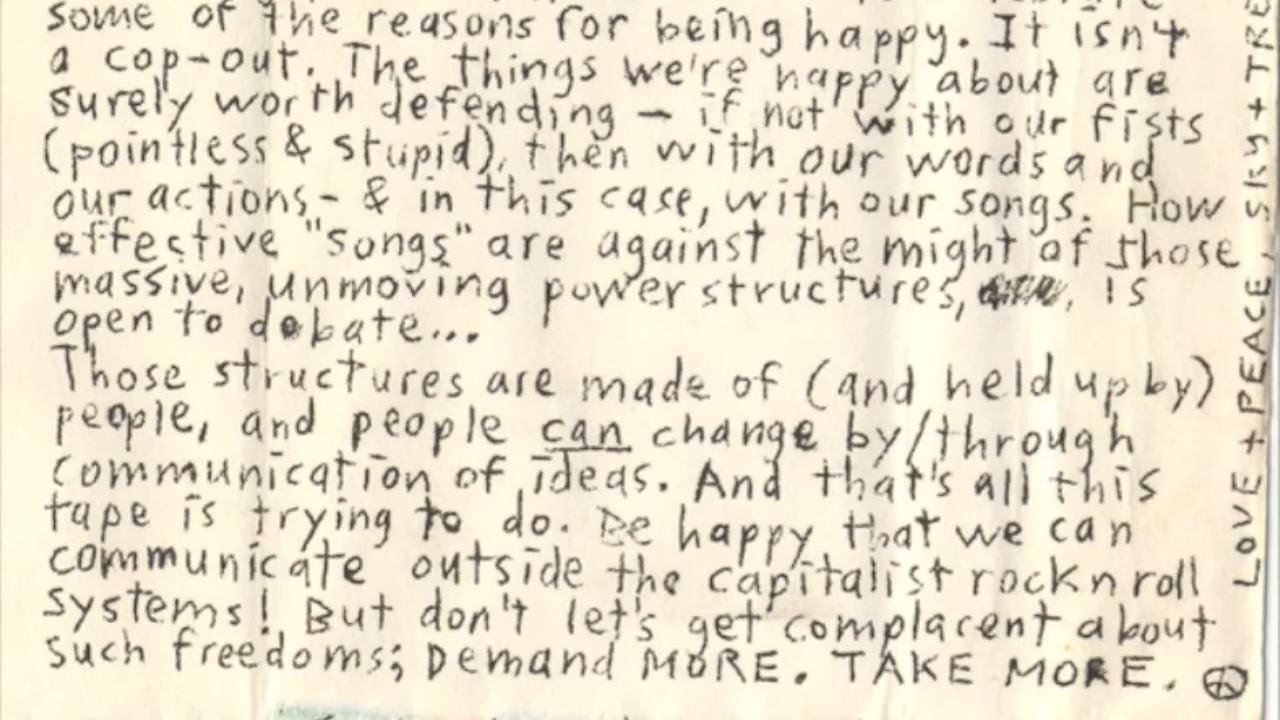 some of the reasons for being happy. It isn't
a cop-out. The things we're happy about are
surely worth defending - if not with our fists
(pointless & stupid), then with our words and
our actions - & in this case, with our songs. How
effective "songs" are against the might of those
massive, unmoving power structures, is
open to debate...
Those structures are made of (and held up by)
people, and people can change by/through
communication of ideas. And that's all this
tape is trying to do. Be happy that we can
communicate outside the capitalist rock n roll
systems! But don't let's get complacent about
such freedoms; Demand MORE. TAKE MORE.
LOVE + PEACE, SKY + TRE